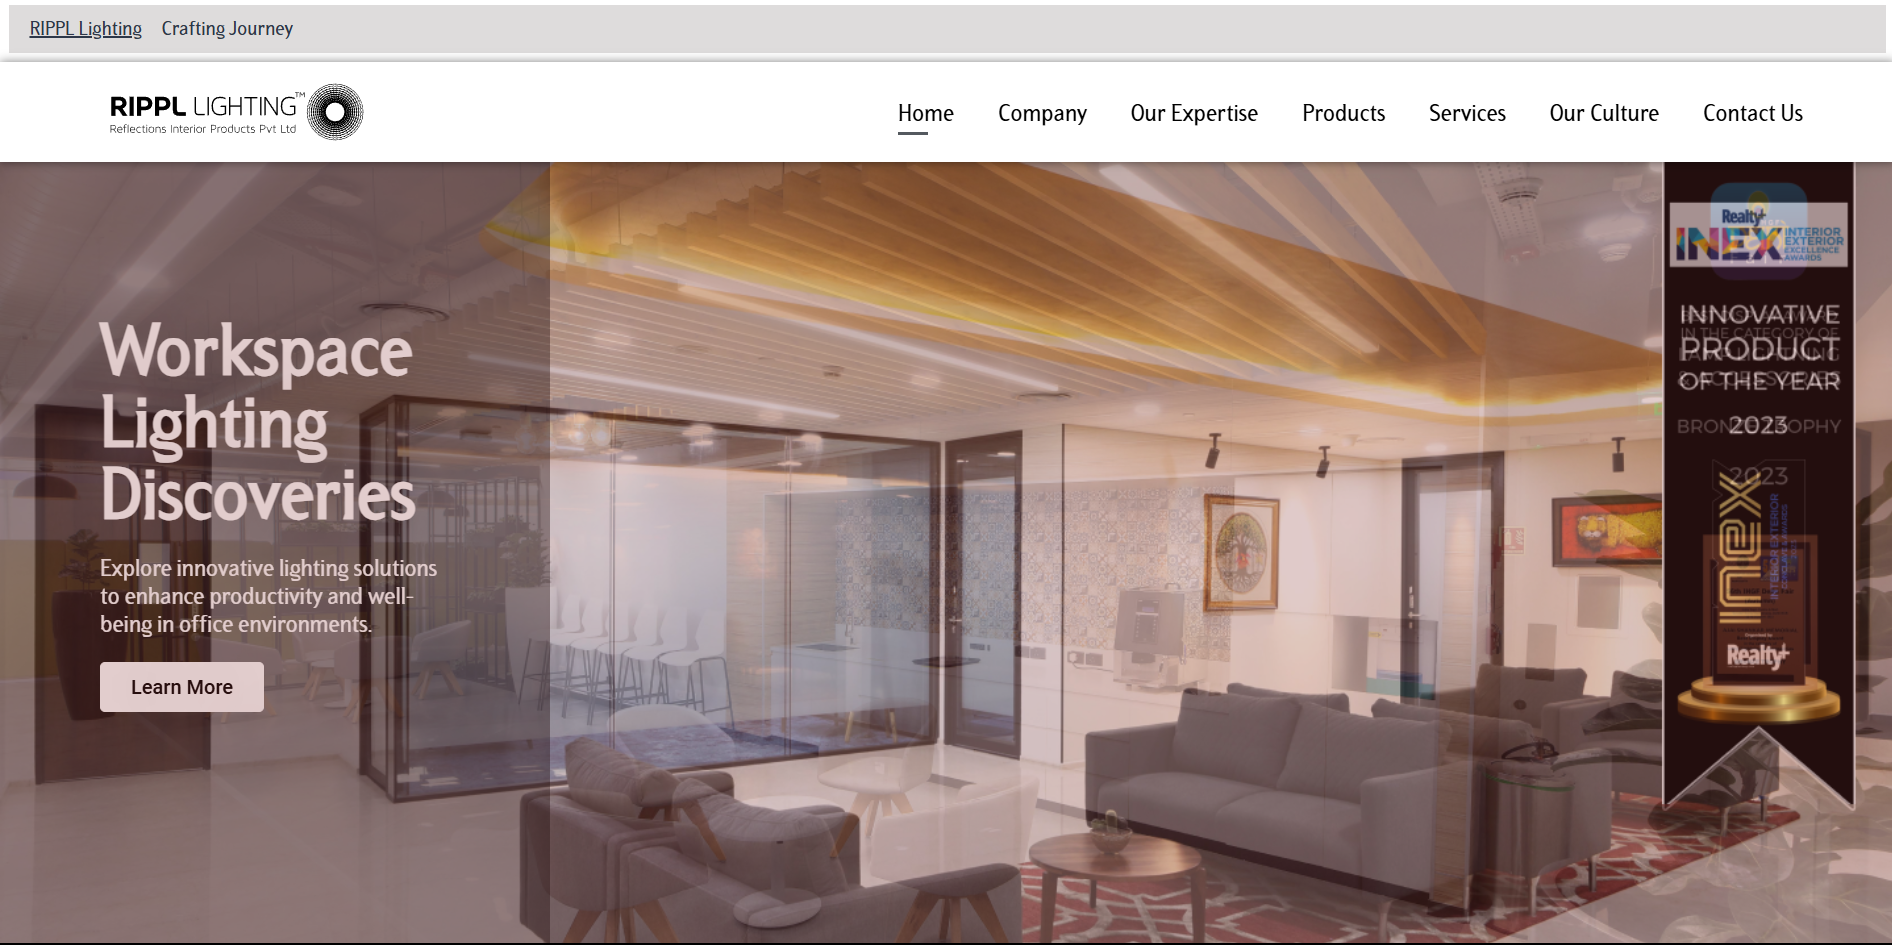 RIPPL Lighting Crafting Journey
RIPPL LIGHTING™
Reflections Interior Products Pvt Ltd
Home Company Our Expertise Products Services Our Culture Contact Us
Workspace
Lighting
Discoveries
Explore innovative lighting solutions
to enhance productivity and well-
being in office environments.
Learn More
Realty+
INEX INTERIOR
EXTERIOR
EXCELLENCE
AWARDS
INNOVATIVE
PRODUCT
OF THE YEAR
2023
IN THE CATEGORY OF
& ACCESSORIES
BRONZE TROPHY
2023
inex
Realty+